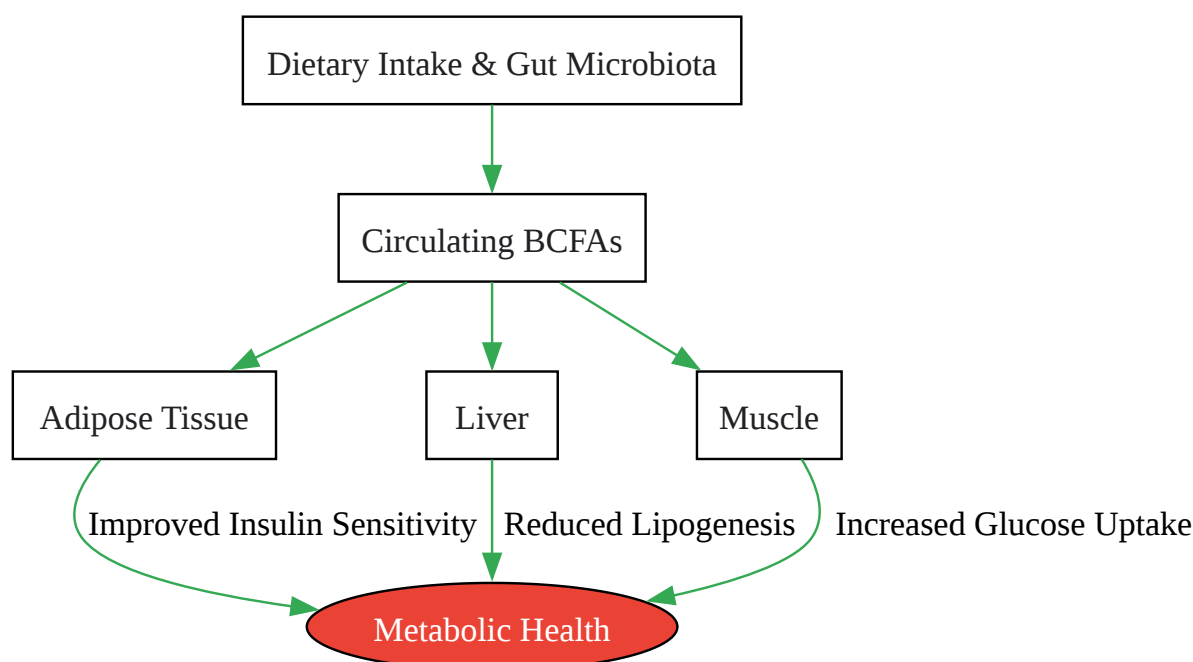 Dietary Intake & Gut Microbiota
Circulating BCFAs
Adipose Tissue
Liver
Muscle
Improved Insulin Sensitivity
Reduced Lipogenesis
Increased Glucose Uptake
Metabolic Health